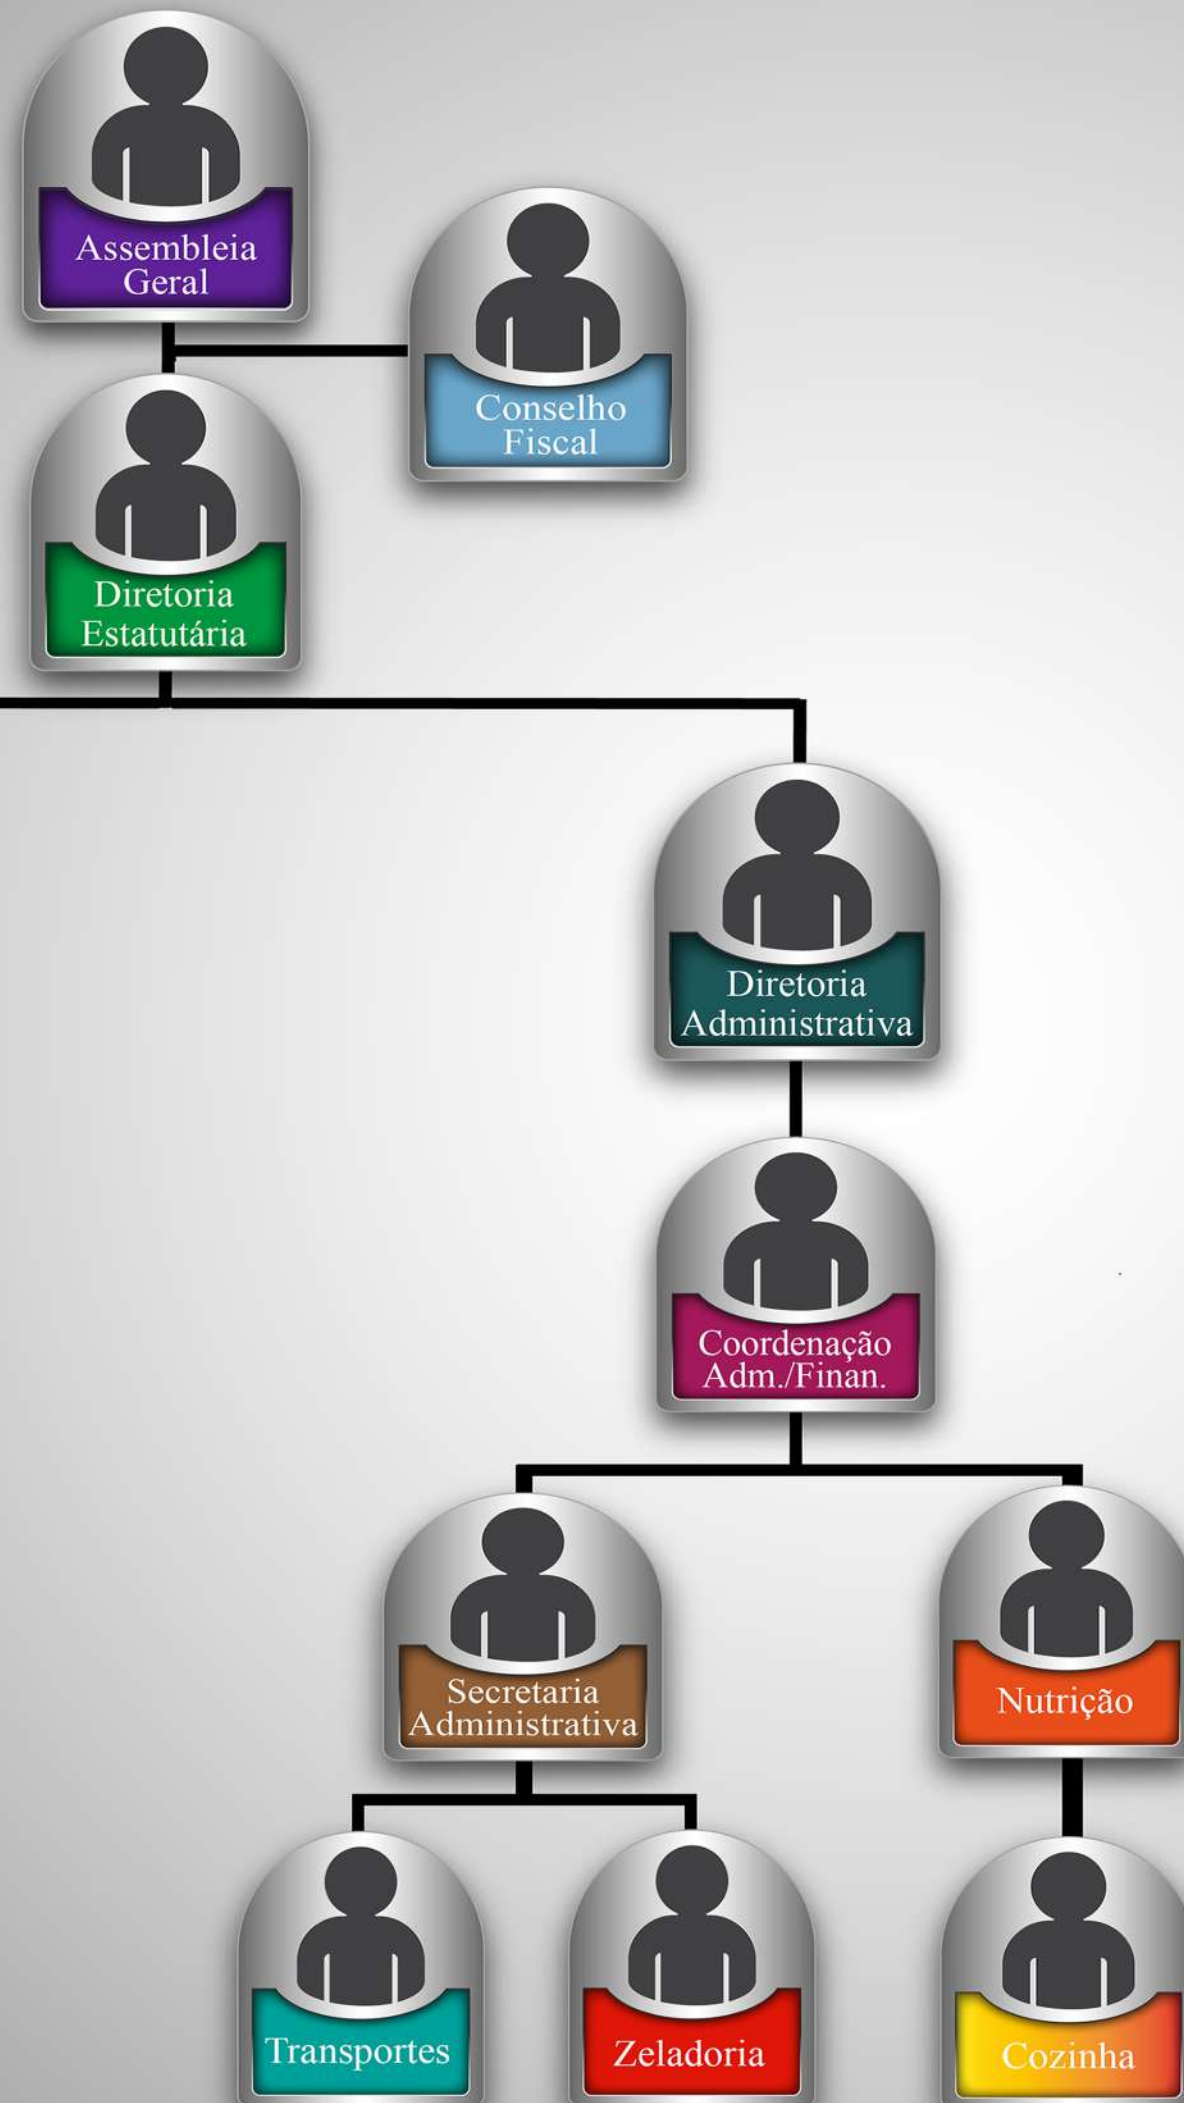 Assembleia
Geral
Conselho
Fiscal
Diretoria
Estatutária
Diretoria
Administrativa
Coordenação
Adm./Finan.
Secretaria
Administrativa
Nutrição
Transportes
Zeladoria
Cozinha